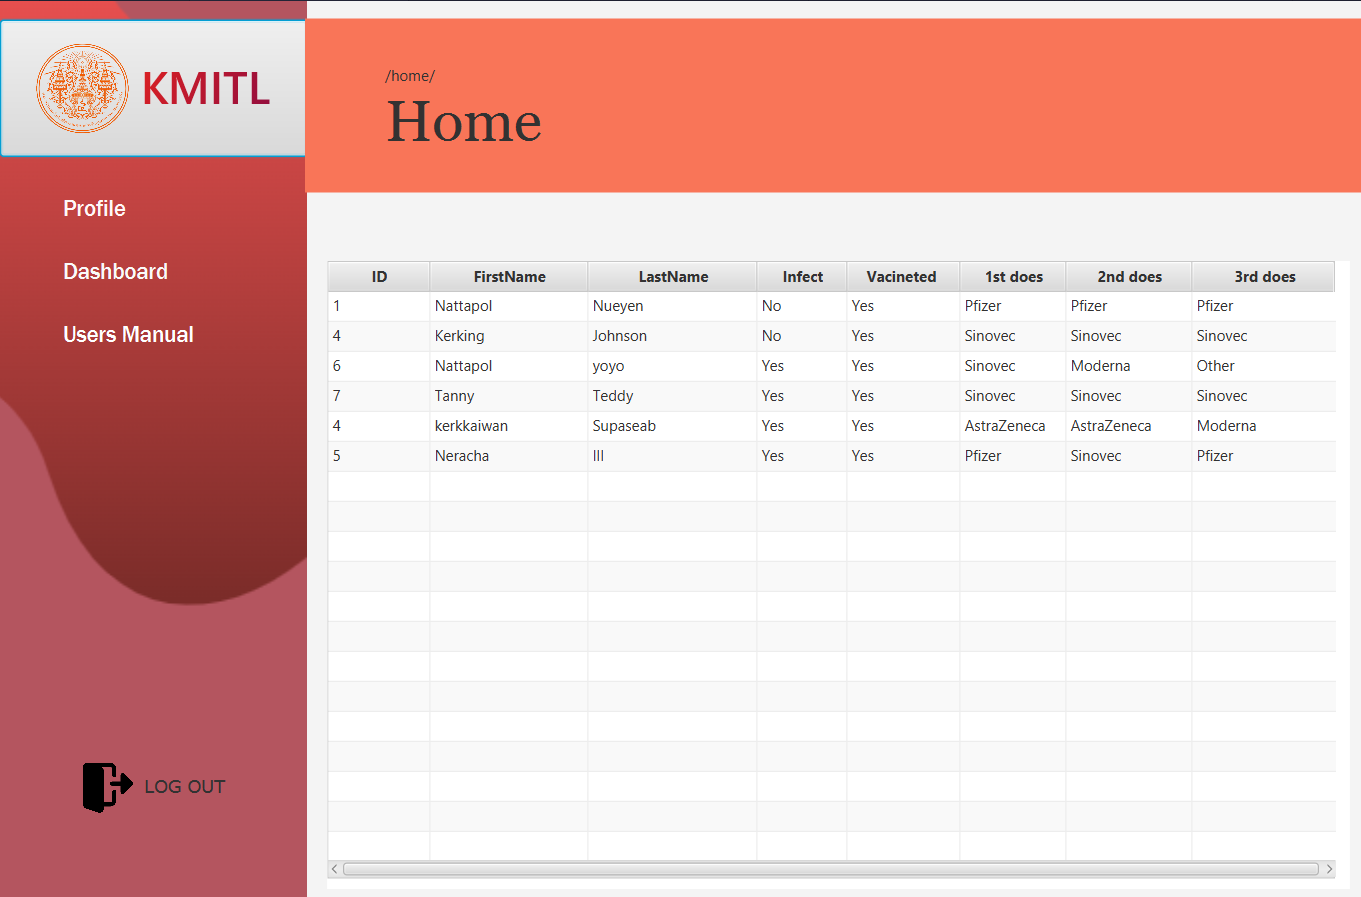 KMITL
Profile
Dashboard
Users Manual
LOG OUT
/home/
Home
ID FirstName LastName Infect Vacineted 1st does 2nd does 3rd does
1 Nattapol Nueyen No Yes Pfizer Pfizer Pfizer
4 Kerking Johnson No Yes Sinovec Sinovec Sinovec
6 Nattapol yoyo Yes Yes Sinovec Moderna Other
7 Tanny Teddy Yes Yes Sinovec Sinovec Sinovec
4 kerkkaiwan Supaseab Yes Yes AstraZeneca AstraZeneca Moderna
5 Neracha III Yes Yes Pfizer Sinovec Pfizer